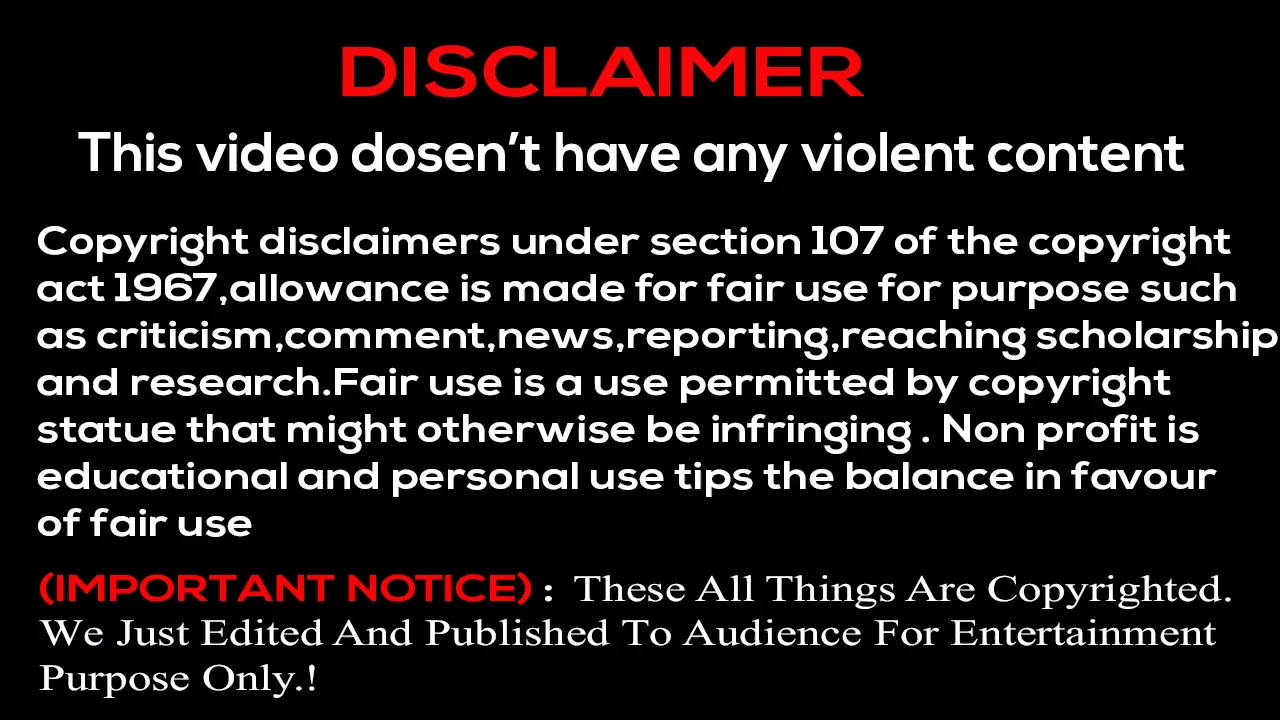 DISCLAIMER
This video dosen’t have any violent content
Copyright disclaimers under section 107 of the copyright
act 1967,allowance is made for fair use for purpose such
as criticism,comment,news,reporting,reaching scholarship
and research.Fair use is a use permitted by copyright
statue that might otherwise be infringing . Non profit is
educational and personal use tips the balance in favour
of fair use
(IMPORTANT NOTICE) : These All Things Are Copyrighted.
We Just Edited And Published To Audience For Entertainment
Purpose Only.!